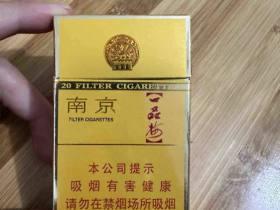 20 FILTER CIGARETTES
南京
【一品梅】
FILTER CIGARETTES
本公司提示
吸烟有害健康
请勿在禁烟场所吸烟